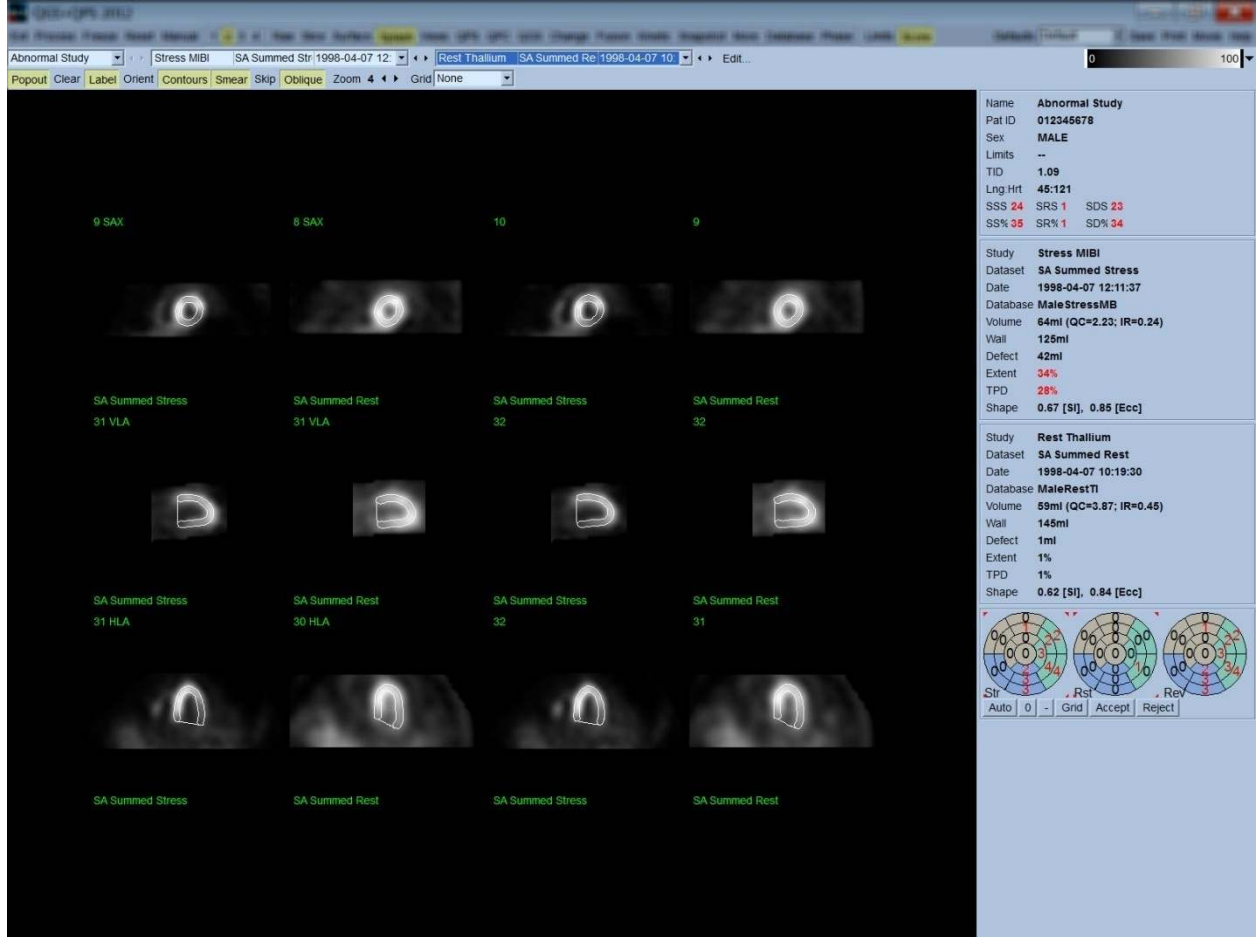 QGS+QPS 2012
Abnormal Study Stress MIBI SA Summed Str 1998-04-07 12: Rest Thallium SA Summed Re 1998-04-07 10: Edit...
0 100
Popout Clear Label Orient Contours Smear Skip Oblique Zoom 4 Grid None
9 SAX 8 SAX 10 9
SA Summed Stress SA Summed Rest SA Summed Stress SA Summed Rest
31 VLA 31 VLA 32 32
SA Summed Stress SA Summed Rest SA Summed Stress SA Summed Rest
31 HLA 30 HLA 32 31
SA Summed Stress SA Summed Rest SA Summed Stress SA Summed Rest
Name Abnormal Study
Pat ID 012345678
Sex MALE
Limits --
TID 1.09
Lng:Hrt 45:121
SSS 24 SRS 1 SDS 23
SS% 35 SR% 1 SD% 34
Study Stress MIBI
Dataset SA Summed Stress
Date 1998-04-07 12:11:37
Database MaleStressMB
Volume 64ml (QC=2.23; IR=0.24)
Wall 125ml
Defect 42ml
Extent 34%
TPD 28%
Shape 0.67 [SI], 0.85 [Ecc]
Study Rest Thallium
Dataset SA Summed Rest
Date 1998-04-07 10:19:30
Database MaleRestTl
Volume 59ml (QC=3.87; IR=0.45)
Wall 145ml
Defect 1ml
Extent 1%
TPD 1%
Shape 0.62 [SI], 0.84 [Ecc]
Str Rst Rev
Auto 0 - Grid Accept Reject